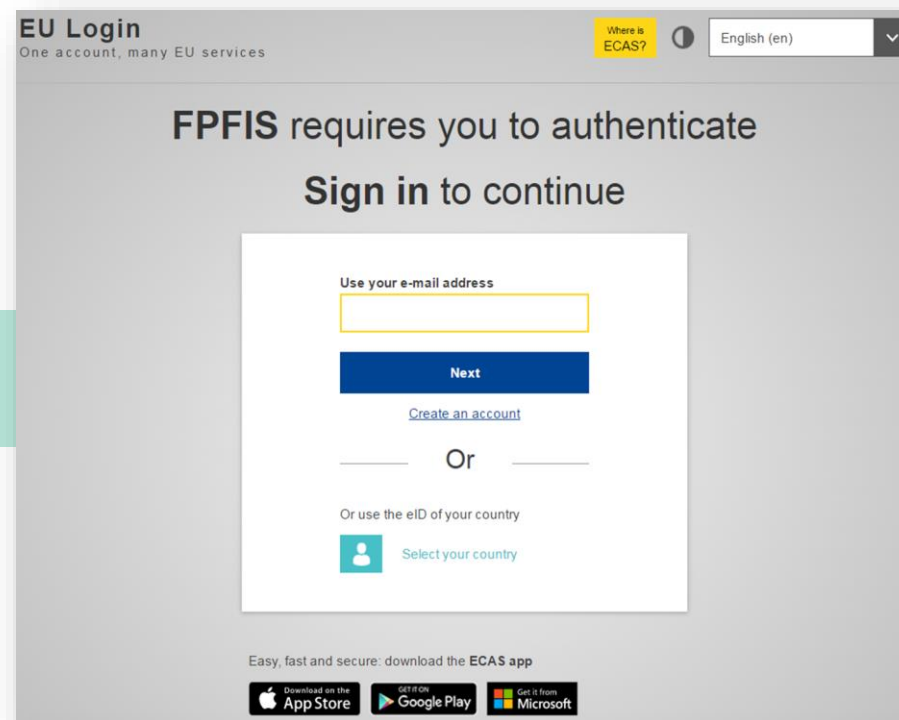 EU Login
One account, many EU services
Where is
ECAS?
English (en)
FPFIS requires you to authenticate
Sign in to continue
Use your e-mail address
Next
Create an account
Or
Or use the eID of your country
Select your country
Easy, fast and secure: download the ECAS app
Download on the
App Store
GET IT ON
Google Play
Get it from
Microsoft